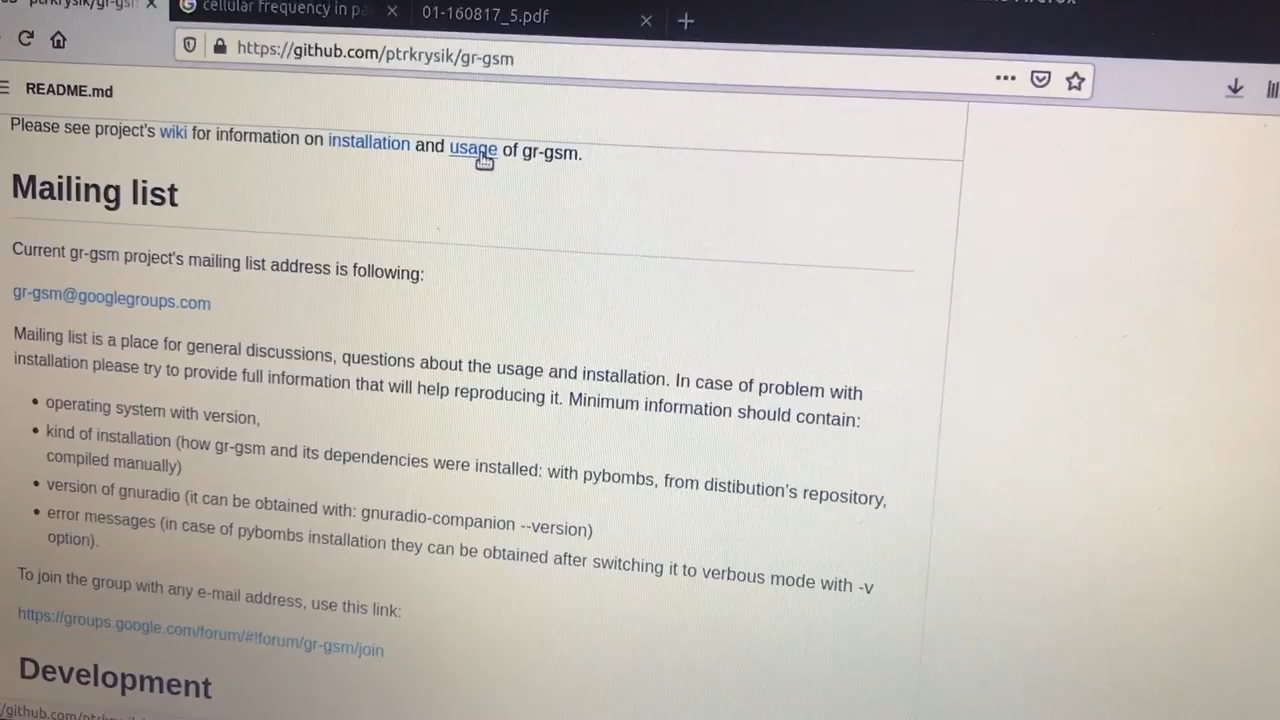 cellular frequency in pa
01-160817_5.pdf
https://github.com/ptrkrysik/gr-gsm
README.md
Please see project's wiki for information on installation and usage of gr-gsm.
Mailing list
Current gr-gsm project's mailing list address is following:
gr-gsm@googlegroups.com
Mailing list is a place for general discussions, questions about the usage and installation. In case of problem with
installation please try to provide full information that will help reproducing it. Minimum information should contain:
operating system with version,
kind of installation (how gr-gsm and its dependencies were installed: with pybombs, from distibution's repository,
compiled manually)
version of gnuradio (it can be obtained with: gnuradio-companion --version)
error messages (in case of pybombs installation they can be obtained after switching it to verbous mode with -v
option).
To join the group with any e-mail address, use this link:
https://groups.google.com/forum/#!forum/gr-gsm/join
Development